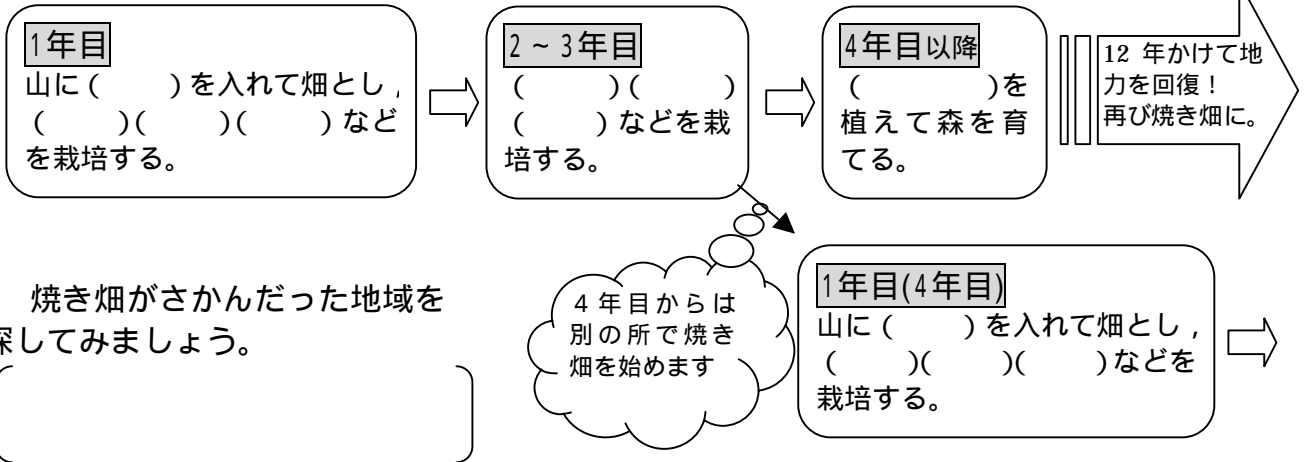 1年目
山に(　　)を入れて畑とし,
(　　)(　　)(　　)など
を栽培する。
2~3年目
(　　)(　　)
(　　)などを栽
培する。
4年目以降
(　　)を
植えて森を育
てる。
12 年かけて地
力を回復!
再び焼き畑に。
4年目からは
別の所で焼き
畑を始めます
1年目(4年目)
山に(　　)を入れて畑とし,
(　　)(　　)(　　)などを
栽培する。
焼き畑がさかんだった地域を
探してみましょう。